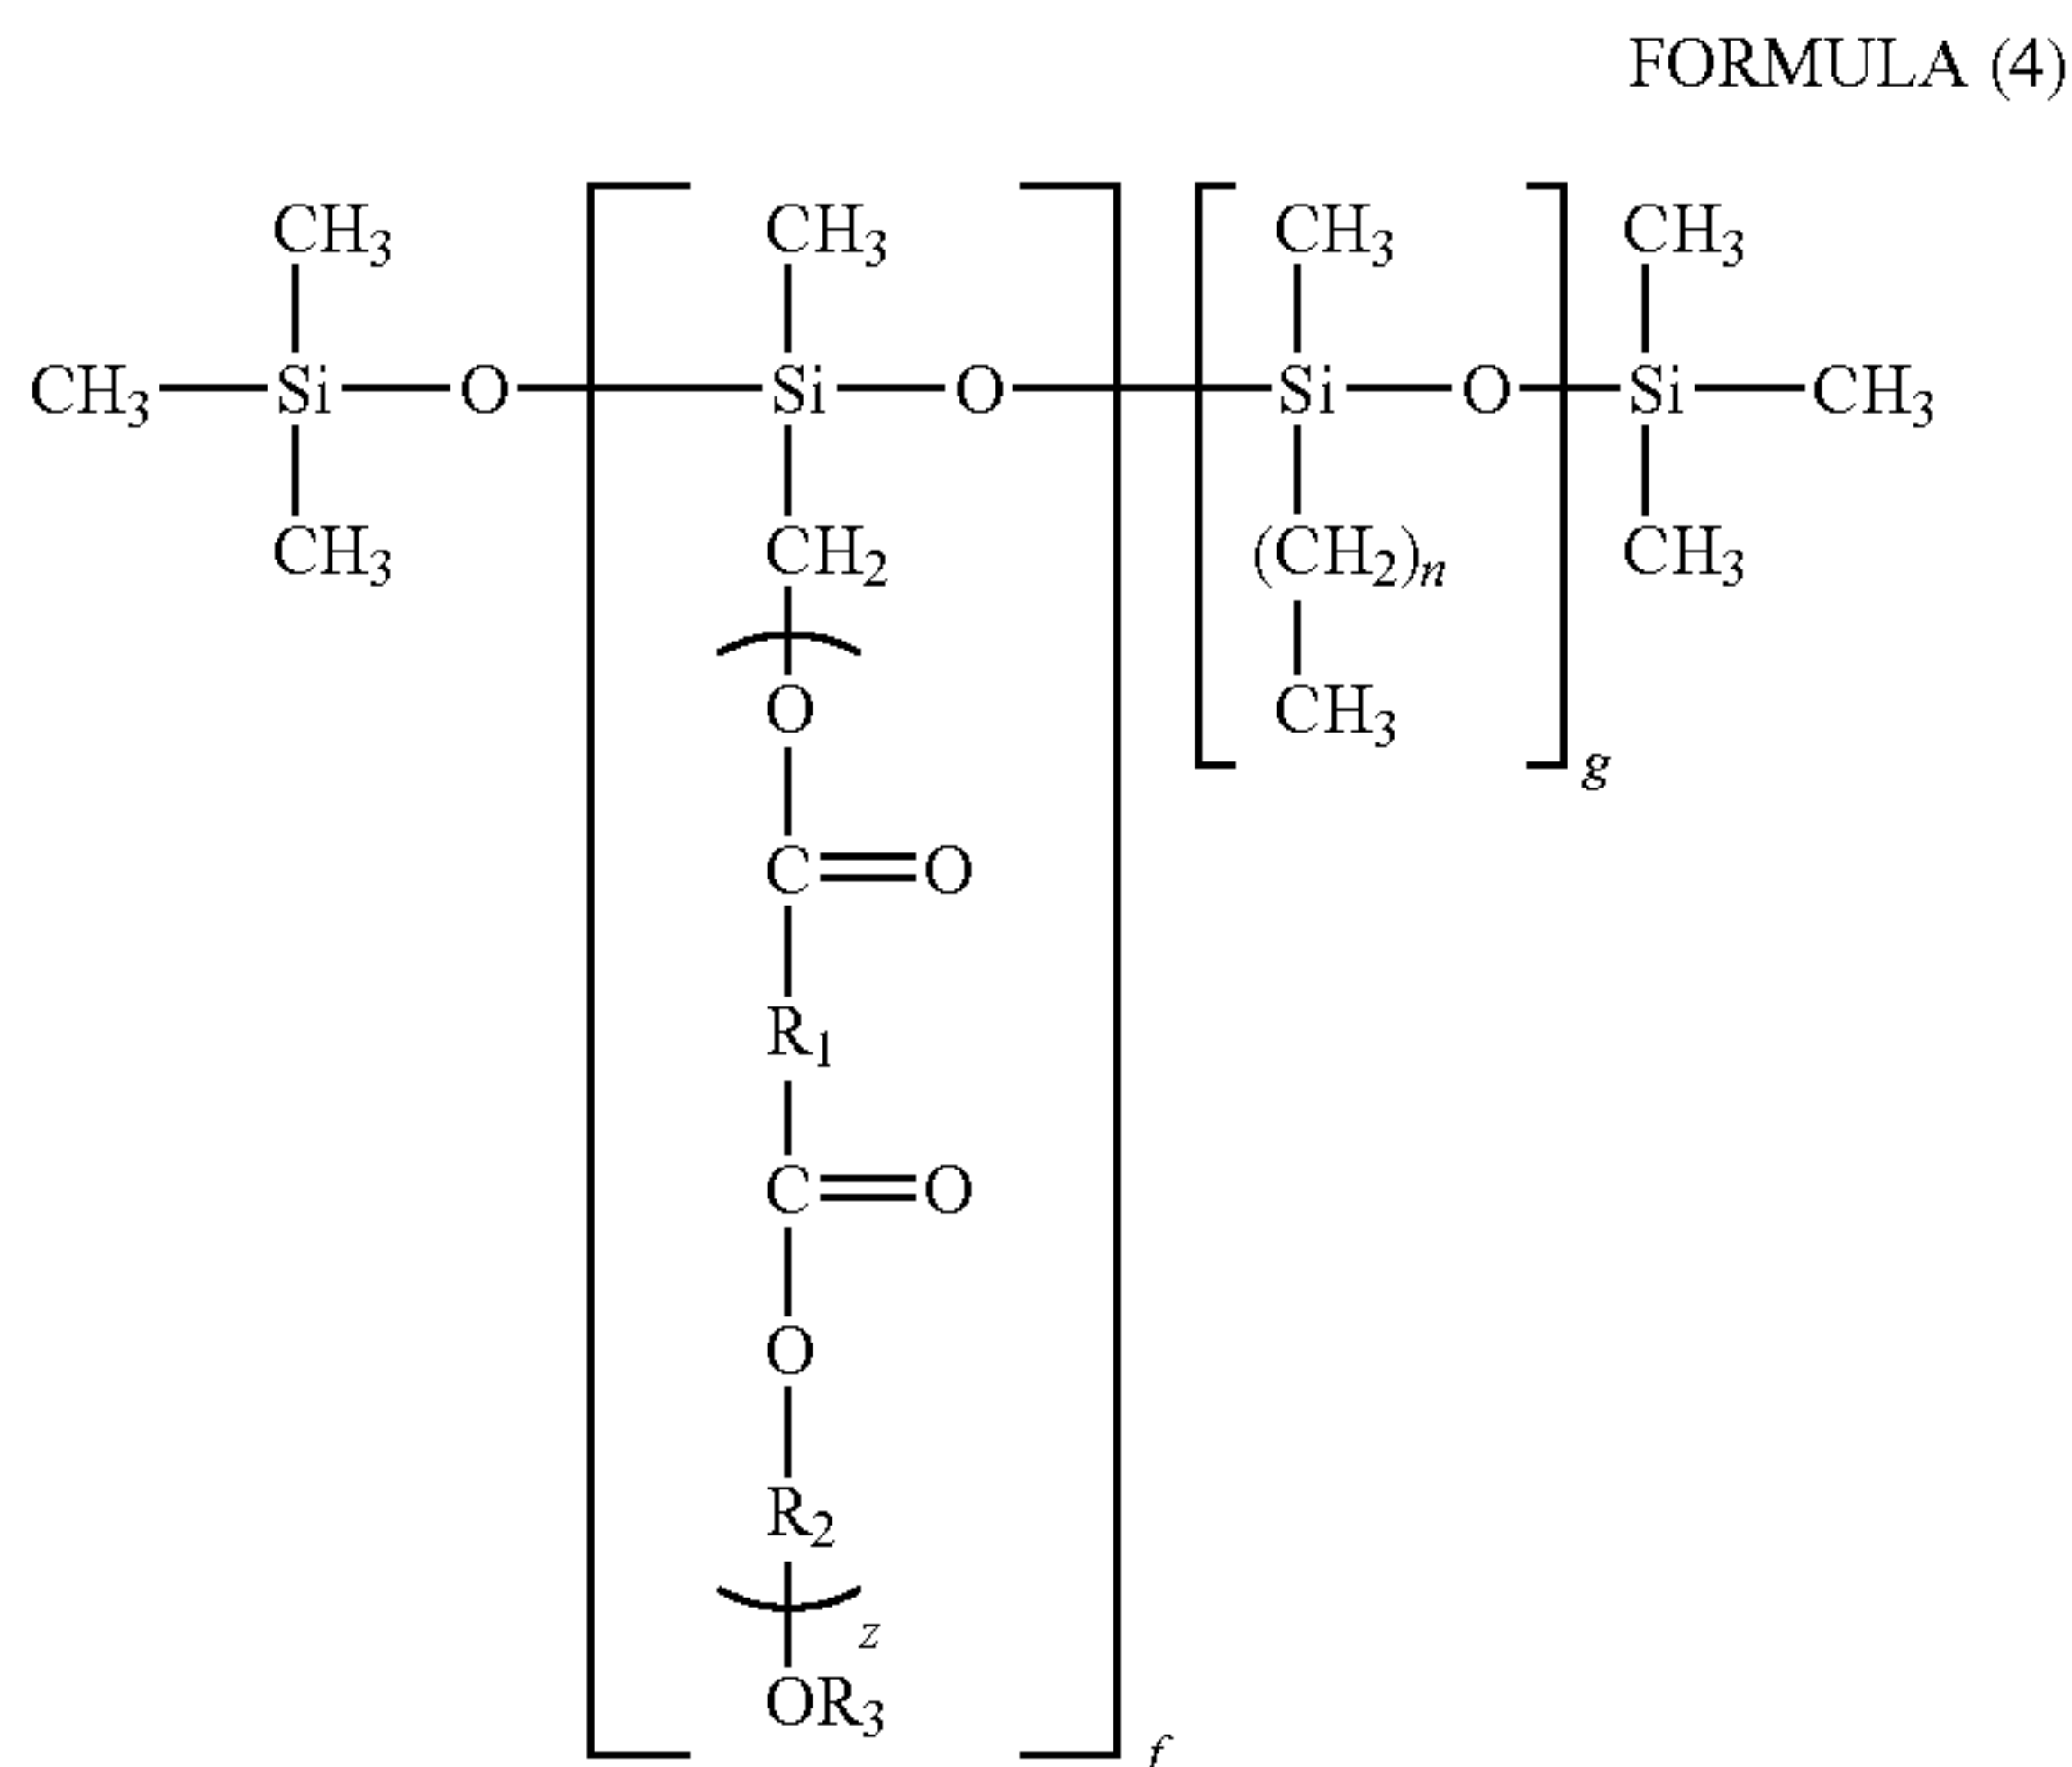 FORMULA (4)
CH3 CH3 CH3 CH3
CH3 Si O Si O Si O Si CH3
CH3 CH2 (CH2)n CH3
O CH3
g
C O
R1
C O
O
R2
z
OR3
f